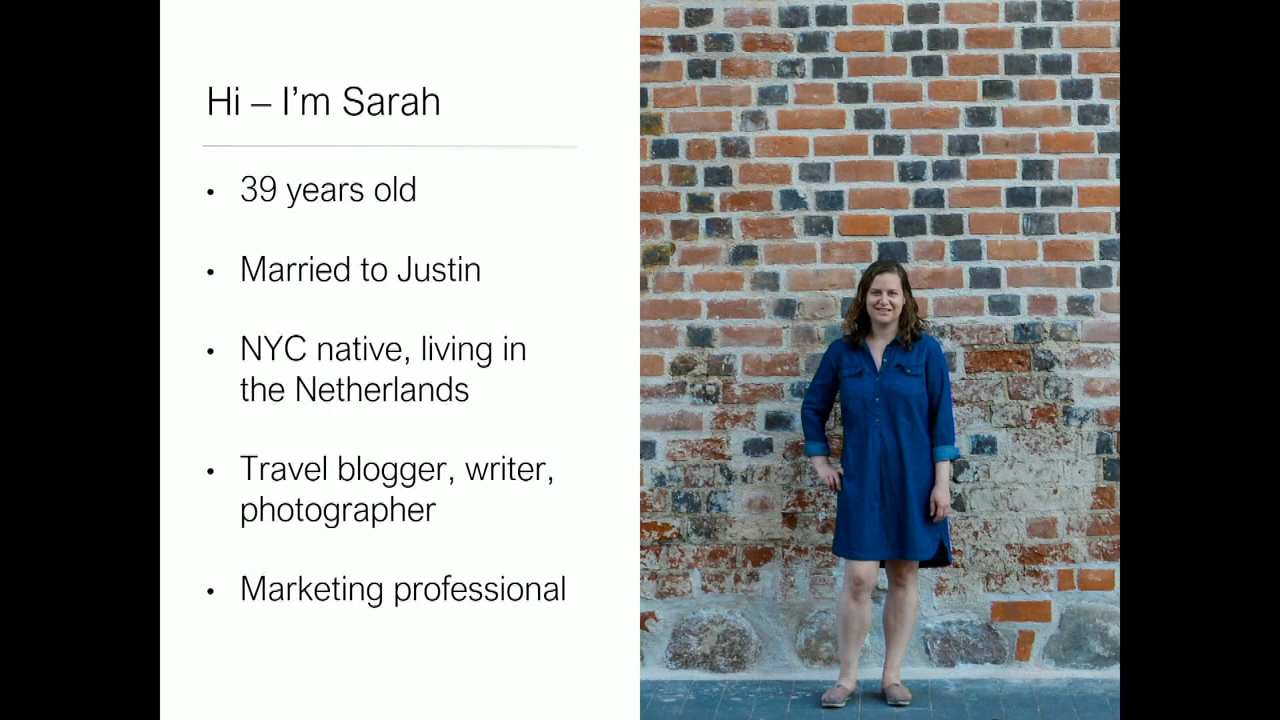 Hi – I'm Sarah
• 39 years old
• Married to Justin
• NYC native, living in
the Netherlands
• Travel blogger, writer,
photographer
• Marketing professional